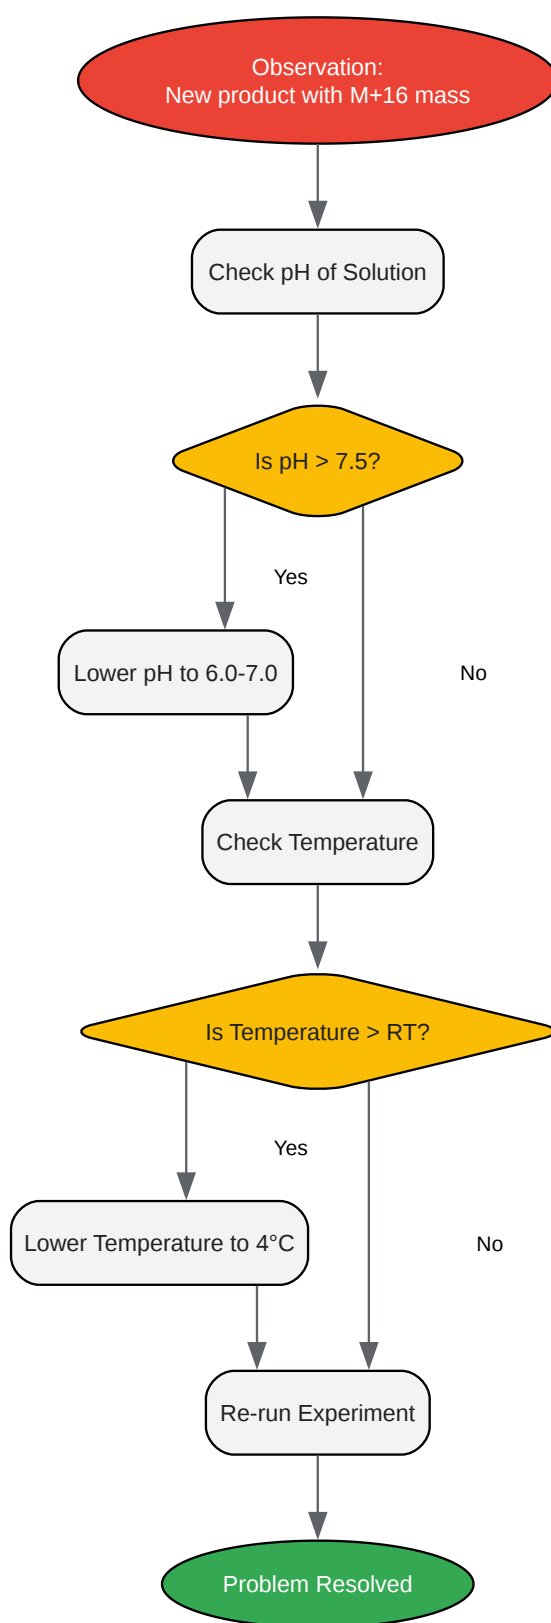 Observation:
New product with M+16 mass
Check pH of Solution
Is pH > 7.5?
Yes
Lower pH to 6.0-7.0
No
Check Temperature
Is Temperature > RT?
Yes
Lower Temperature to 4°C
No
Re-run Experiment
Problem Resolved